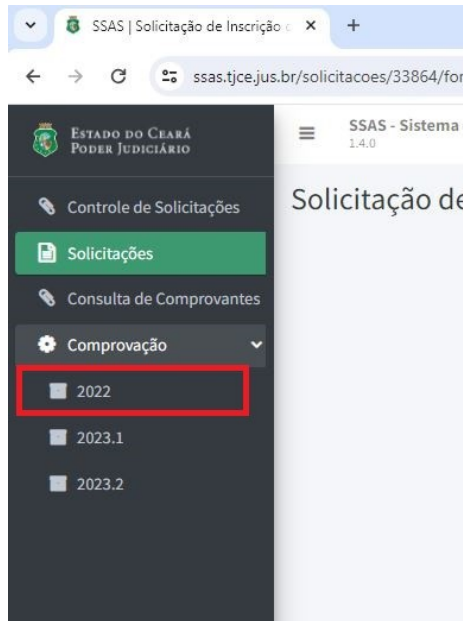 SSAS | Solicitação de Inscrição
ssas.tjce.jus.br/solicitacoes/33864/for
ESTADO DO CEARÁ
PODER JUDICIÁRIO
SSAS - Sistema
1.4.0
Controle de Solicitações
Solicitação de
Solicitações
Consulta de Comprovantes
Comprovação
2022
2023.1
2023.2